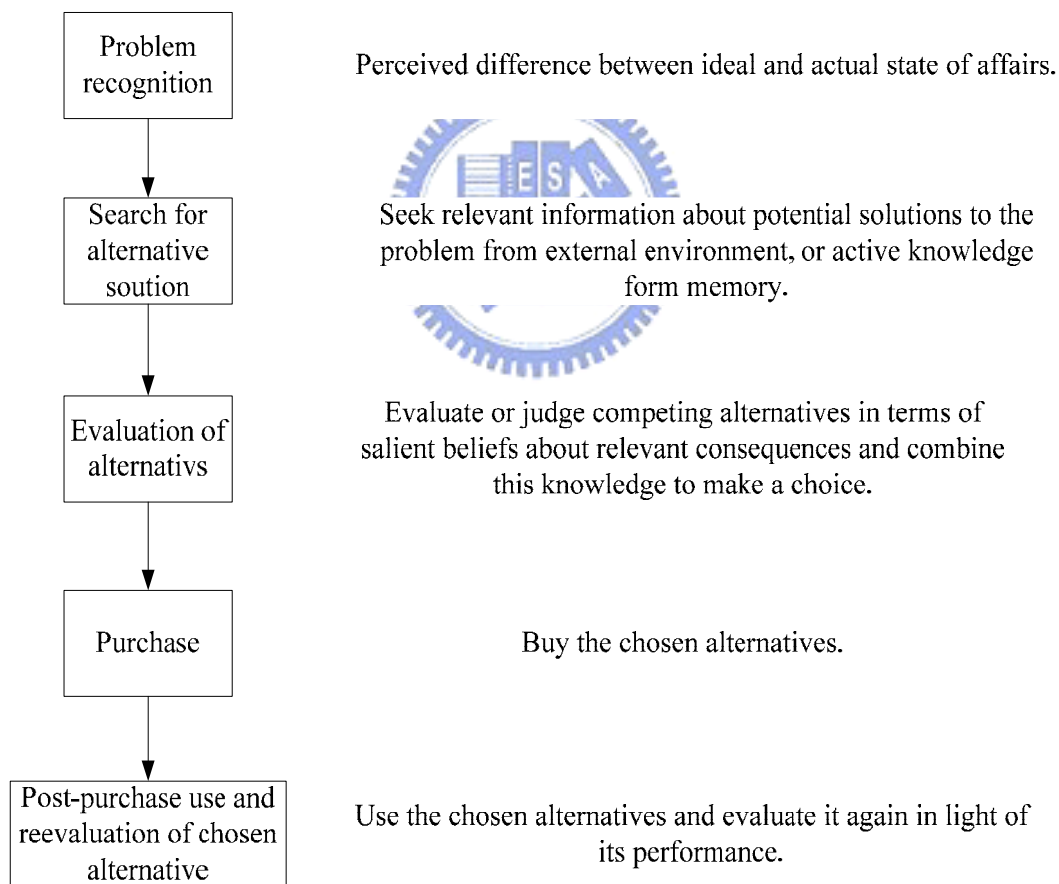 Problem
recognition
Perceived difference between ideal and actual state of affairs.
E S A
Search for
alternative
soution
Seek relevant information about potential solutions to the
problem from external environment, or active knowledge
form memory.
Evaluation of
alternativs
Evaluate or judge competing alternatives in terms of
salient beliefs about relevant consequences and combine
this knowledge to make a choice.
Purchase
Buy the chosen alternatives.
Post-purchase use and
reevaluation of chosen
alternative
Use the chosen alternatives and evaluate it again in light of
its performance.